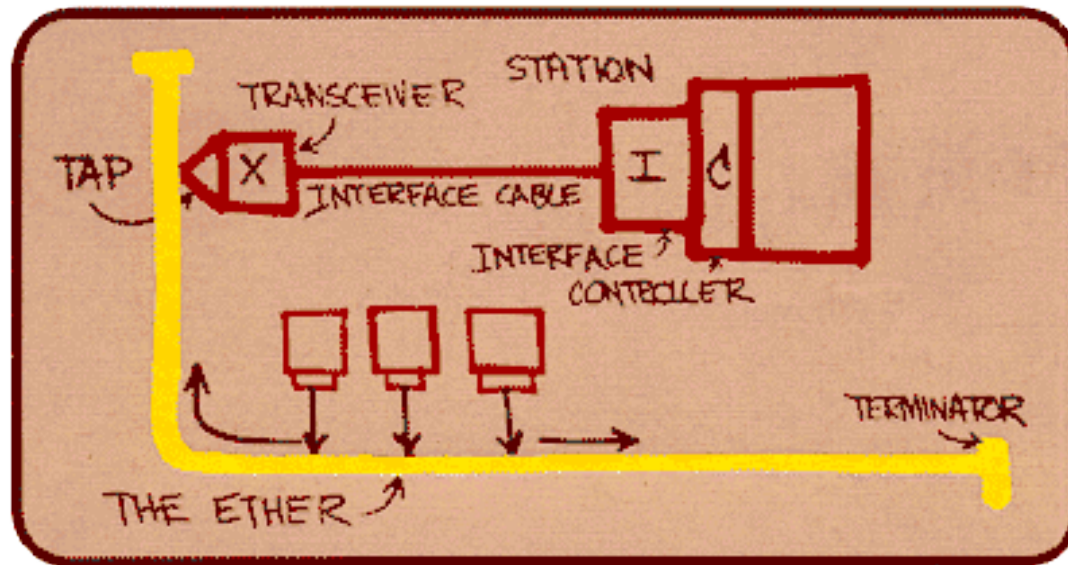 STATION
TRANSCEIVER
TAP
X
I
C
INTERFACE CABLE
INTERFACE
CONTROLLER
TERMINATOR
THE ETHER